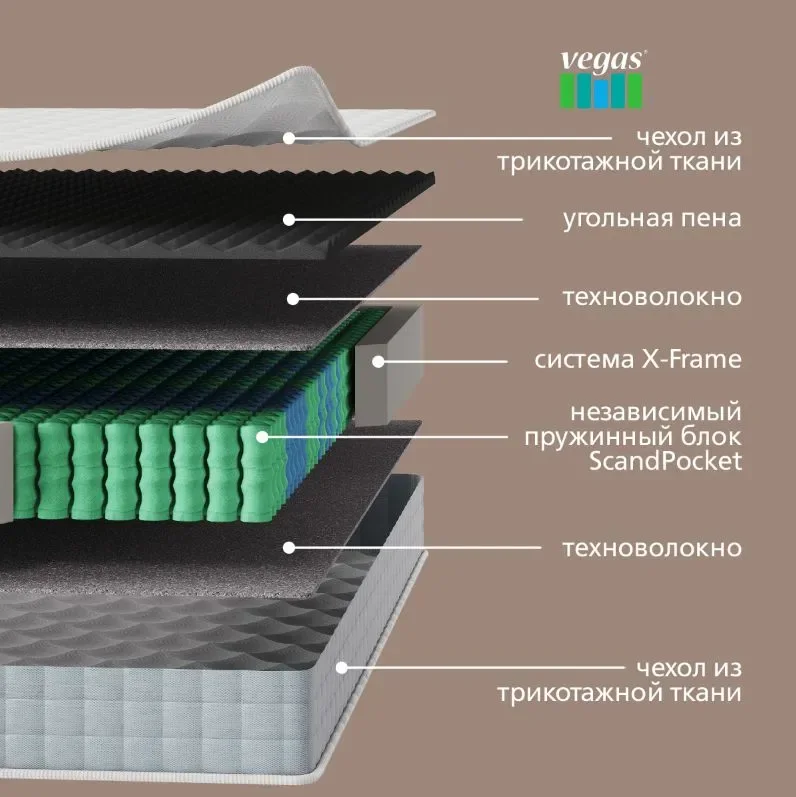 vegas®
чехол из
трикотажной ткани
угольная пена
техноволокно
система X-Frame
независимый
пружинный блок
ScandPocket
техноволокно
чехол из
трикотажной ткани